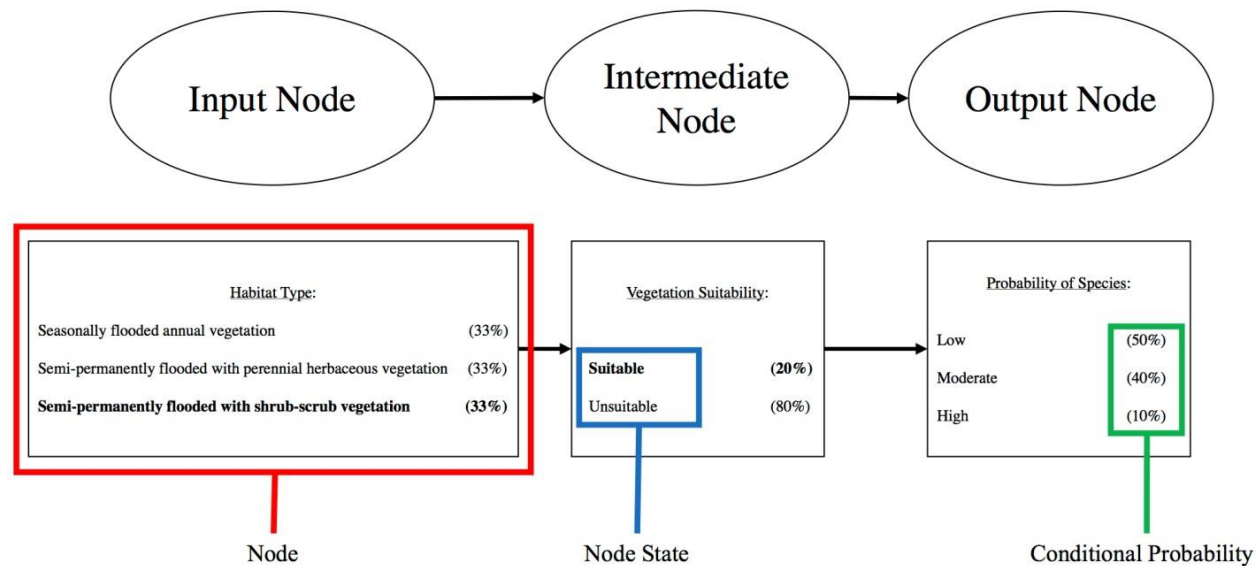 Input Node
Intermediate
Node
Output Node
Habitat Type:
Seasonally flooded annual vegetation (33%)
Semi-permanently flooded with perennial herbaceous vegetation (33%)
Semi-permanently flooded with shrub-scrub vegetation (33%)
Vegetation Suitability:
Suitable (20%)
Unsuitable (80%)
Probability of Species:
Low (50%)
Moderate (40%)
High (10%)
Node
Node State
Conditional Probability